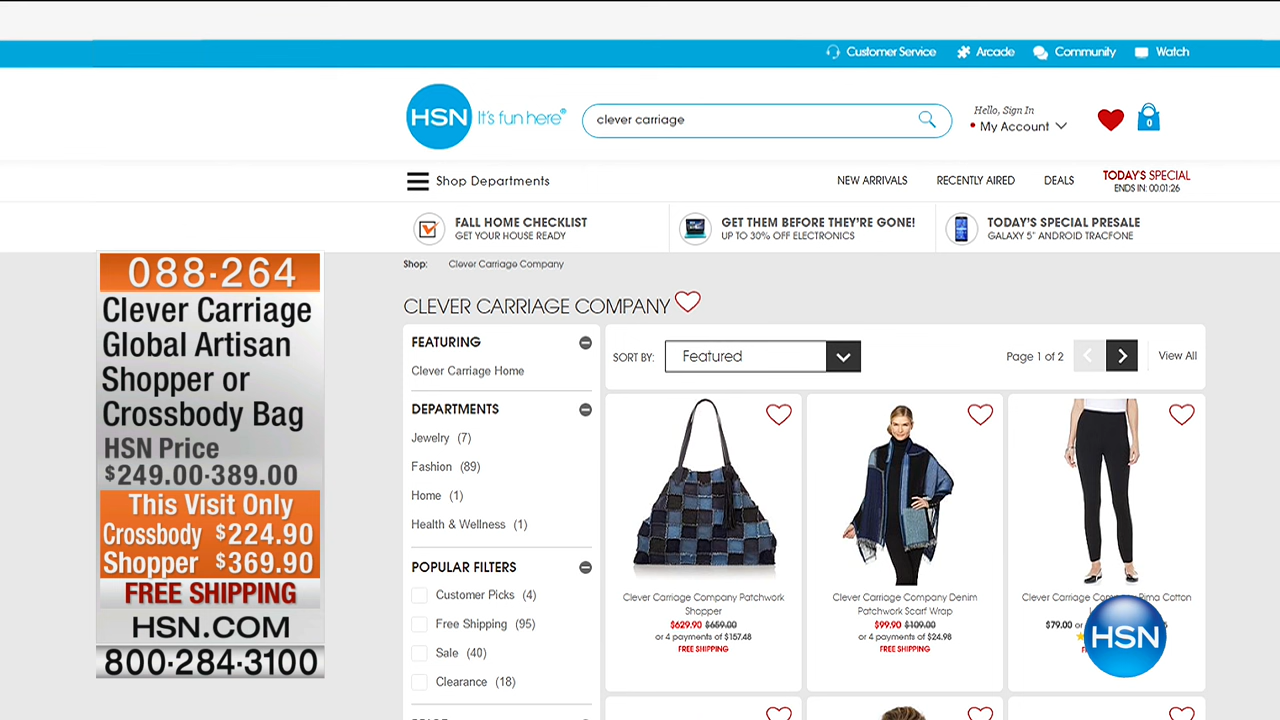 Customer Service Arcade Community Watch
HSN It's fun here®
clever carriage
Hello, Sign In
My Account
0
Shop Departments
NEW ARRIVALS RECENTLY AIRED DEALS TODAY'S SPECIAL
ENDS IN: 00:01:26
FALL HOME CHECKLIST
GET YOUR HOUSE READY
GET THEM BEFORE THEY'RE GONE!
UP TO 30% OFF ELECTRONICS
TODAY'S SPECIAL PRESALE
GALAXY 5" ANDROID TRACFONE
088-264
Clever Carriage
Global Artisan
Shopper or
Crossbody Bag
HSN Price
$249.00-389.00
This Visit Only
Crossbody $224.90
Shopper $369.90
FREE SHIPPING
HSN.COM
800-284-3100
Shop: Clever Carriage Company
CLEVER CARRIAGE COMPANY
FEATURING
Clever Carriage Home
DEPARTMENTS
Jewelry (7)
Fashion (89)
Home (1)
Health & Wellness (1)
POPULAR FILTERS
Customer Picks (4)
Free Shipping (95)
Sale (40)
Clearance (18)
SORT BY: Featured
Page 1 of 2 View All
Clever Carriage Company Patchwork
Shopper
$629.90 $659.00
or 4 payments of $157.48
FREE SHIPPING
Clever Carriage Company Denim
Patchwork Scarf Wrap
$99.90 $109.00
or 4 payments of $24.98
FREE SHIPPING
Clever Carriage Pima Cotton
$79.00 or
HSN